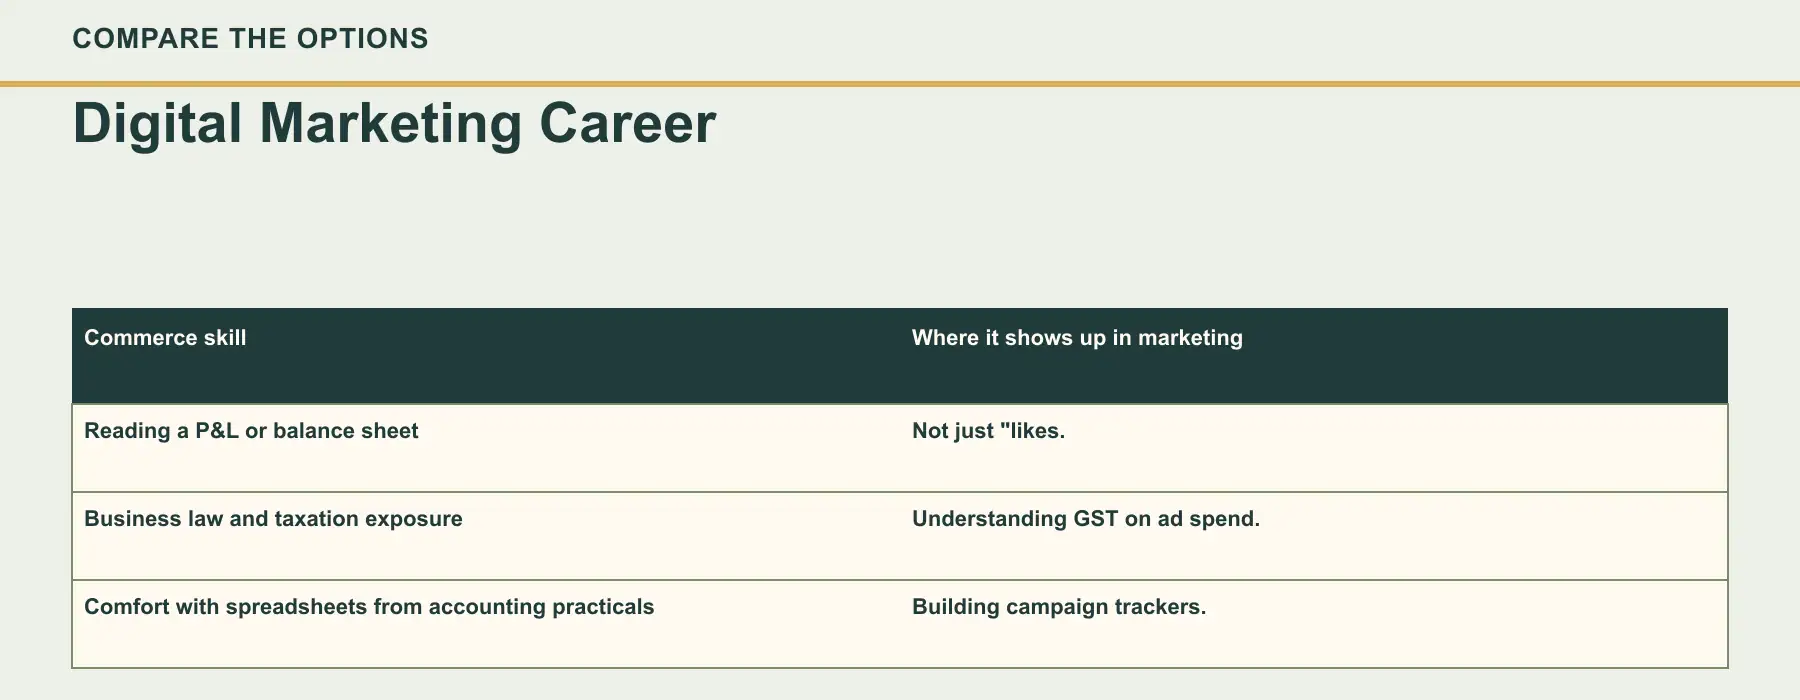 COMPARE THE OPTIONS
Digital Marketing Career
Commerce skill
Where it shows up in marketing
Reading a P&L or balance sheet
Not just "likes.
Business law and taxation exposure
Understanding GST on ad spend.
Comfort with spreadsheets from accounting practicals
Building campaign trackers.